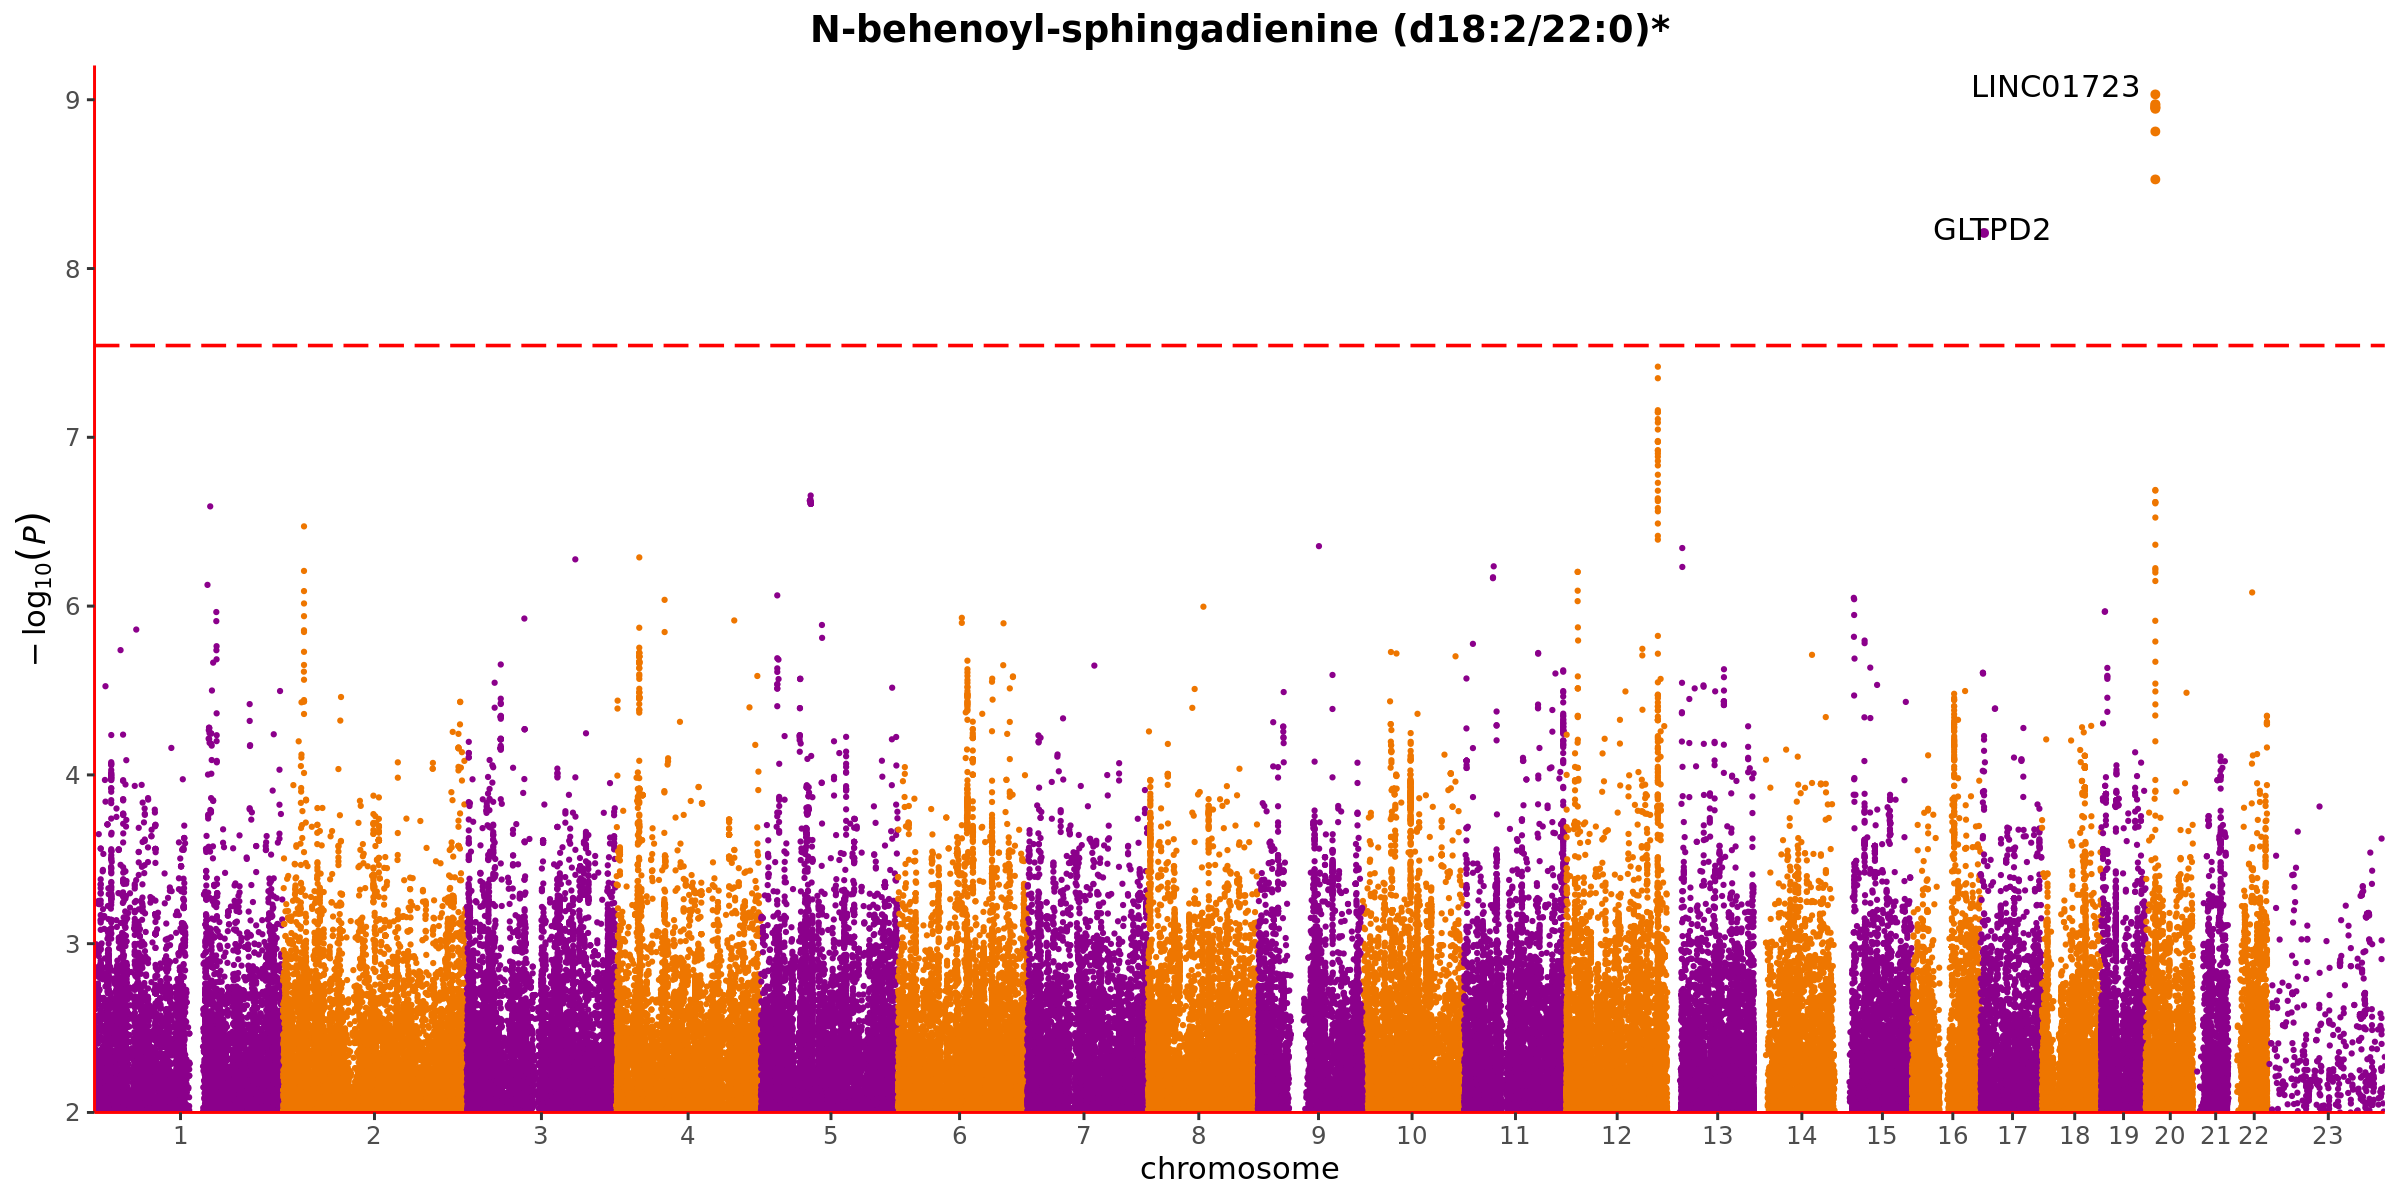 N-behenoyl-sphingadienine (d18:2/22:0)*
LINC01723
GLTPD2
9
8
7
6
5
4
3
2
− log10(P)
1 2 3 4 5 6 7 8 9 10 11 12 13 14 15 16 17 18 19 20 21 22 23
chromosome